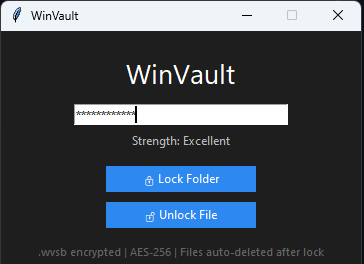 WinVault
WinVault
************
Strength: Excellent
🔒 Lock Folder
🔓 Unlock File
.wvsb encrypted | AES-256 | Files auto-deleted after lock